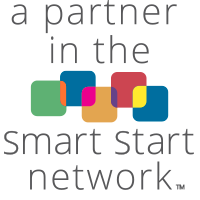 a partner
in the
Smart Start
network™